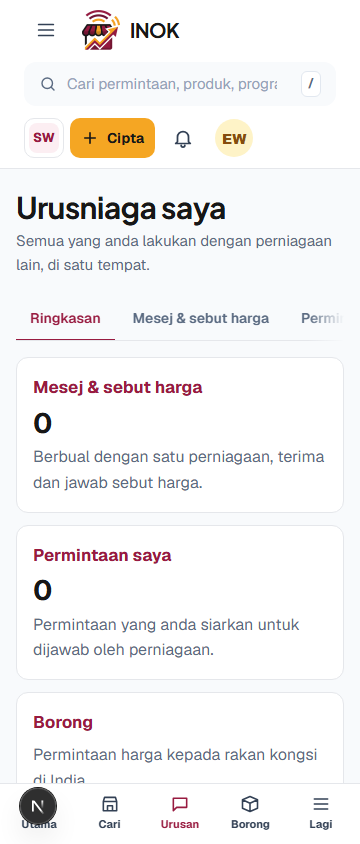 INOK
Cari permintaan, produk, progra
/
SW
+ Cipta
EW
Urusniaga saya
Semua yang anda lakukan dengan perniagaan
lain, di satu tempat.
Ringkasan Mesej & sebut harga Permin
Mesej & sebut harga
0
Berbual dengan satu perniagaan, terima
dan jawab sebut harga.
Permintaan saya
0
Permintaan yang anda siarkan untuk
dijawab oleh perniagaan.
Borong
Permintaan harga kepada rakan kongsi
di India
N
Utama Cari Urusan Borong Lagi